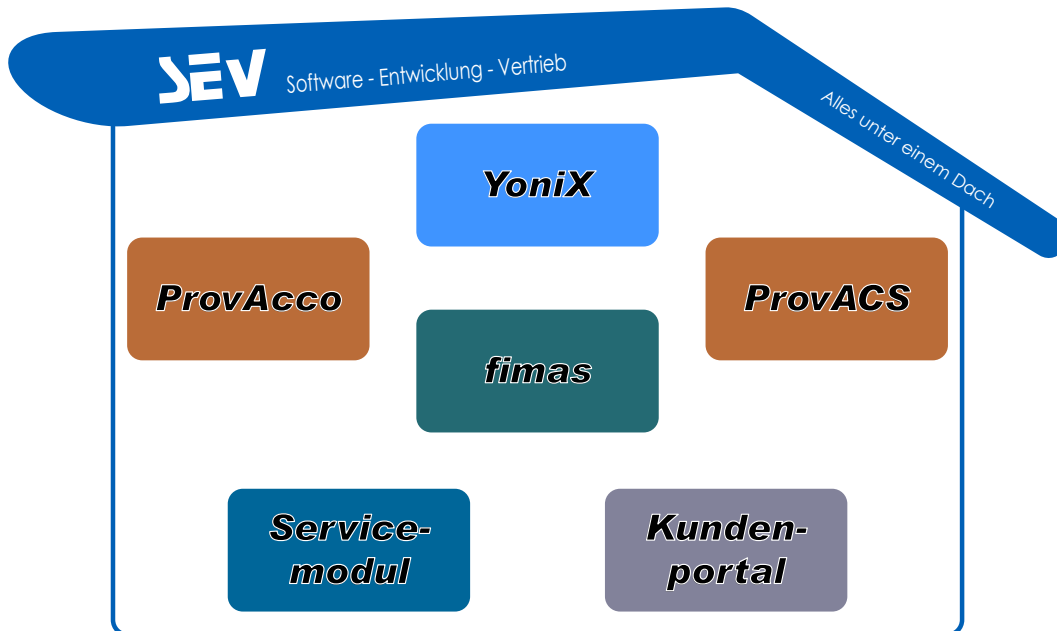 SEV
Software - Entwicklung - Vertrieb
Alles unter einem Dach
YoniX
ProvAcco
ProvACS
fimas
Service-
modul
Kunden-
portal